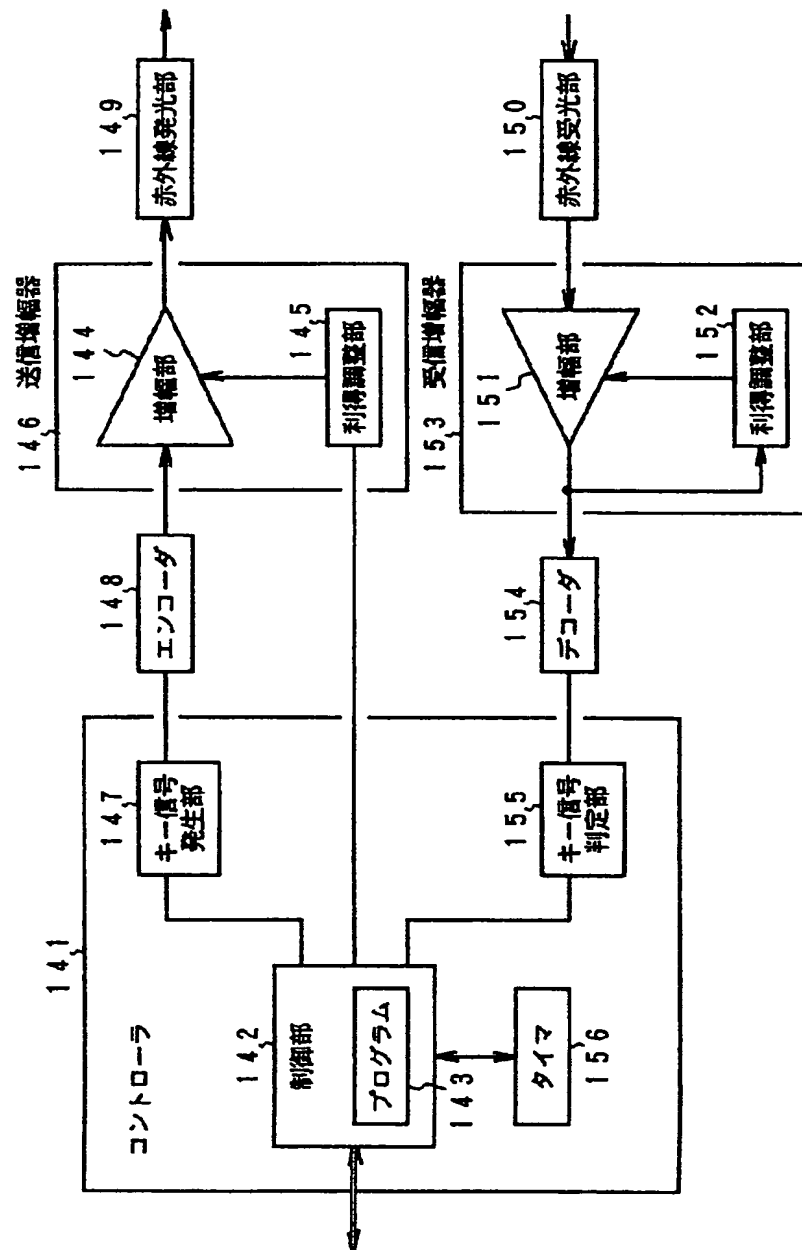 コントローラ
141
142
制御部
プログラム
143
タイマ
156
147
キー信号
発生部
155
キー信号
判定部
148
エンコーダ
154
デコーダ
146
送信増幅器
144
増幅部
145
利得調整部
153
受信増幅器
151
増幅部
152
利得調整部
149
赤外線発光部
150
赤外線受光部